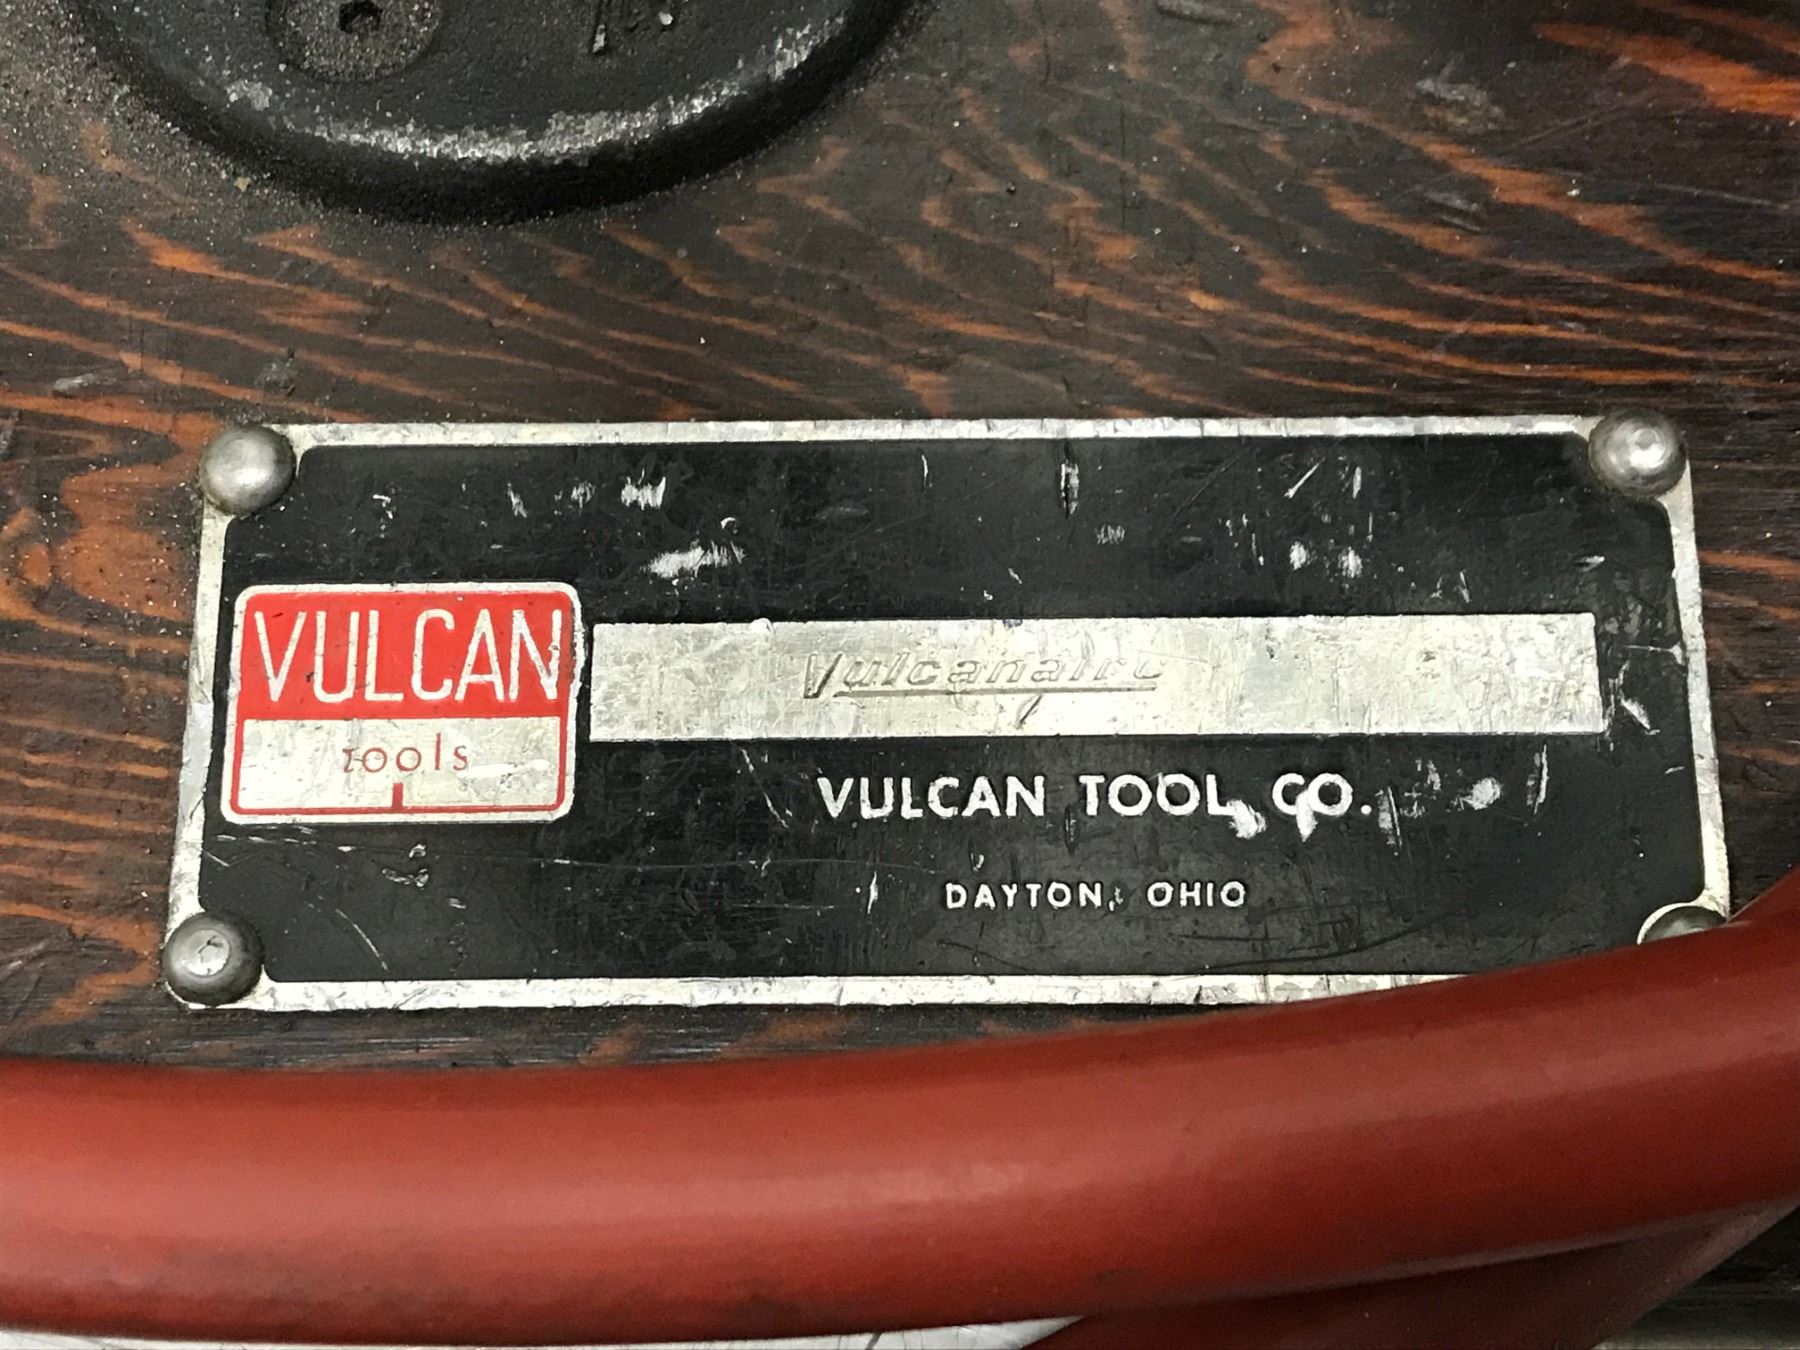 VULCAN
tools
Vulcanaire
VULCAN TOOL CO.
DAYTON, OHIO